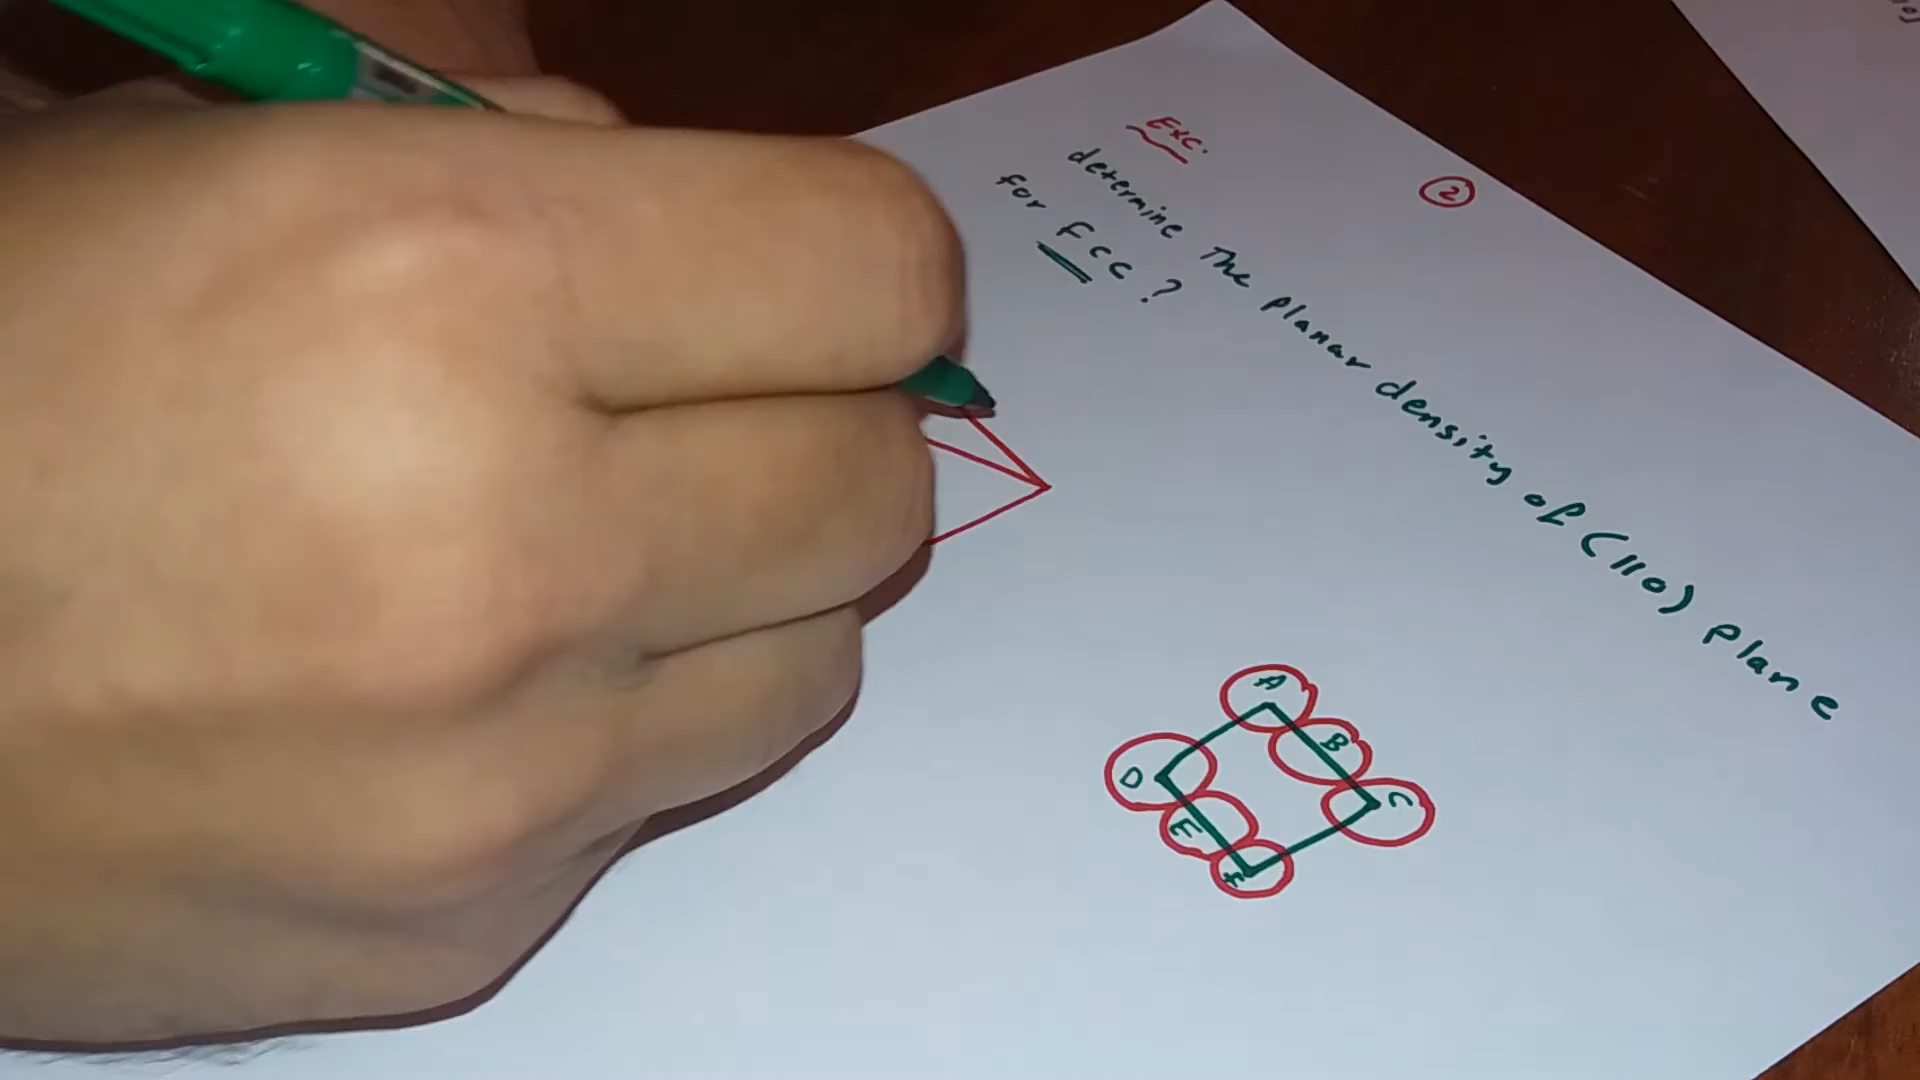 ②
Exc.
determine The planar density of (110) plane
for FCC ?
A
B
C
D
E
F